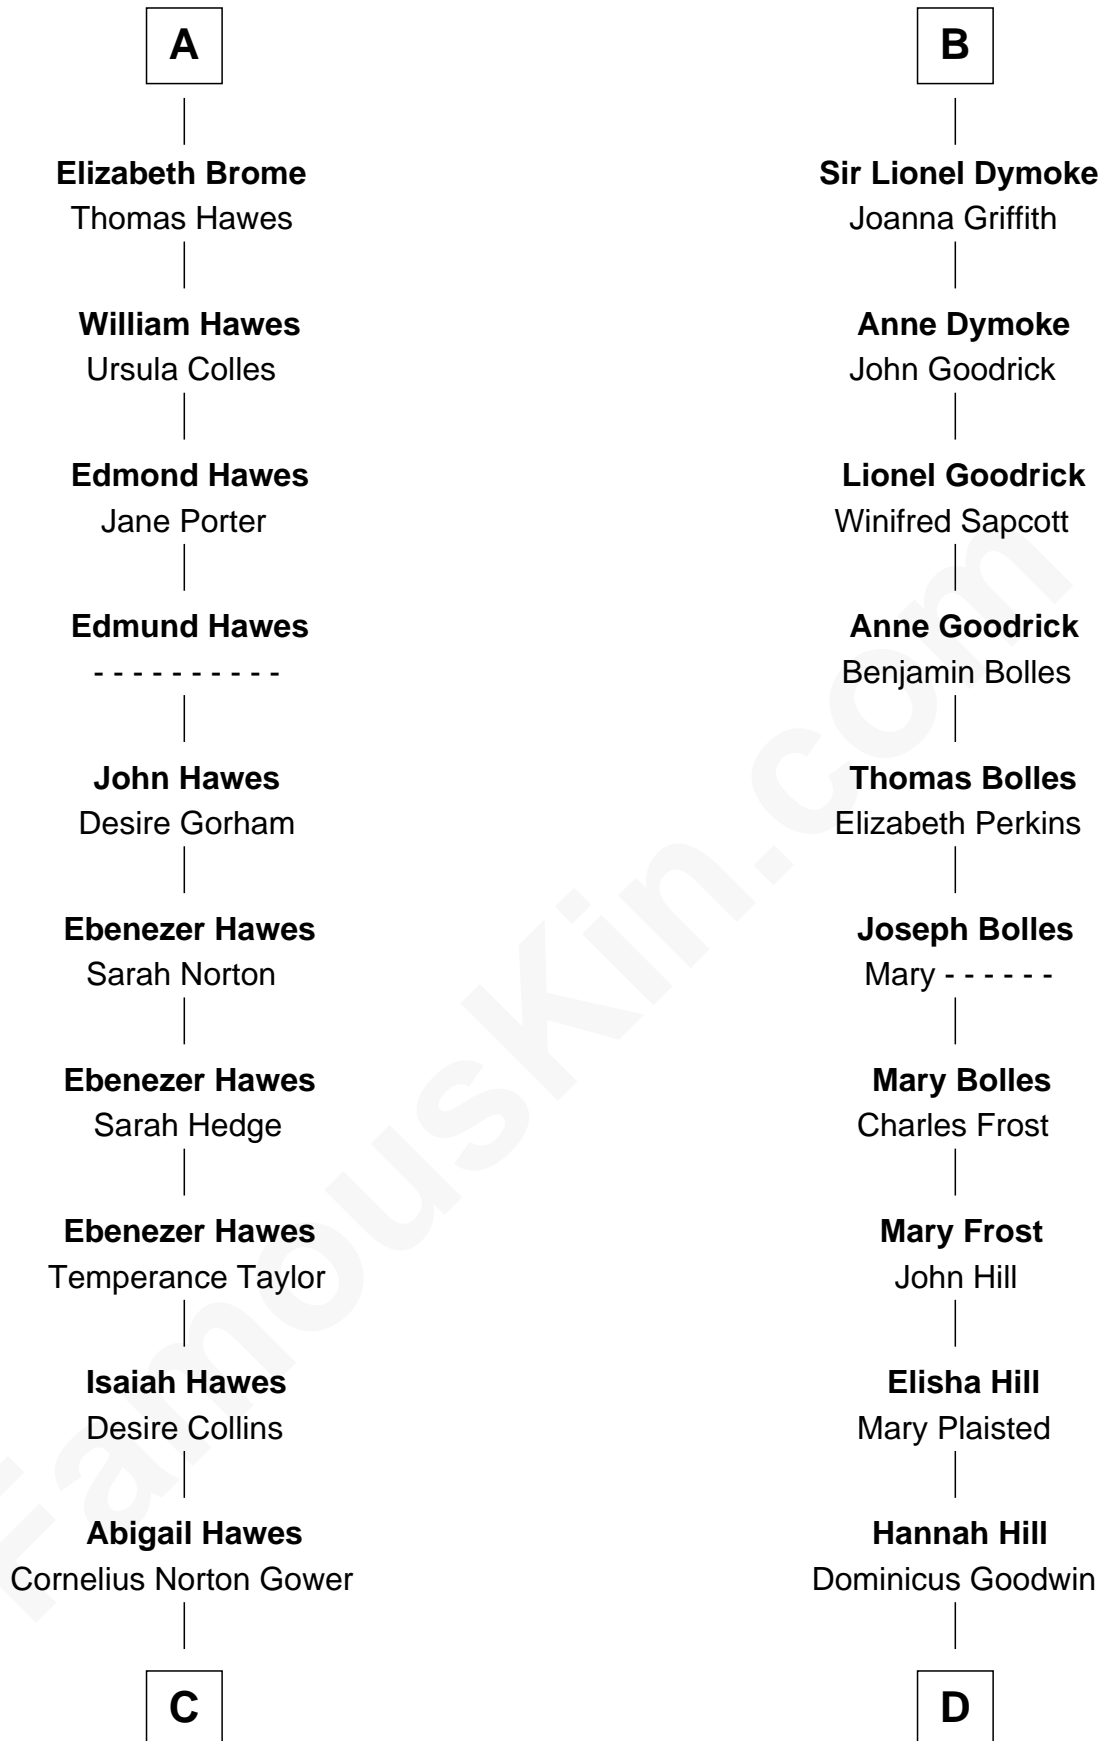 A
Elizabeth Brome
Thomas Hawes
William Hawes
Ursula Colles
Edmond Hawes
Jane Porter
Edmund Hawes
- - - - - - - - - -
John Hawes
Desire Gorham
Ebenezer Hawes
Sarah Norton
Ebenezer Hawes
Sarah Hedge
Ebenezer Hawes
Temperance Taylor
Isaiah Hawes
Desire Collins
Abigail Hawes
Cornelius Norton Gower
C
B
Sir Lionel Dymoke
Joanna Griffith
Anne Dymoke
John Goodrick
Lionel Goodrick
Winifred Sapcott
Anne Goodrick
Benjamin Bolles
Thomas Bolles
Elizabeth Perkins
Joseph Bolles
Mary - - - - - -
Mary Bolles
Charles Frost
Mary Frost
John Hill
Elisha Hill
Mary Plaisted
Hannah Hill
Dominicus Goodwin
D
FamousKin.com